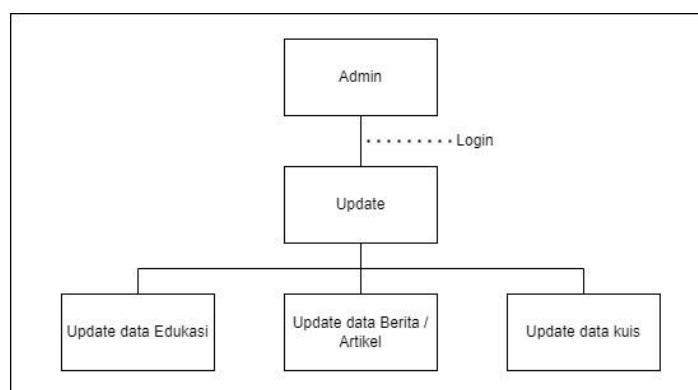 Admin
Login
Update
Update data Edukasi
Update data Berita /
Artikel
Update data kuis